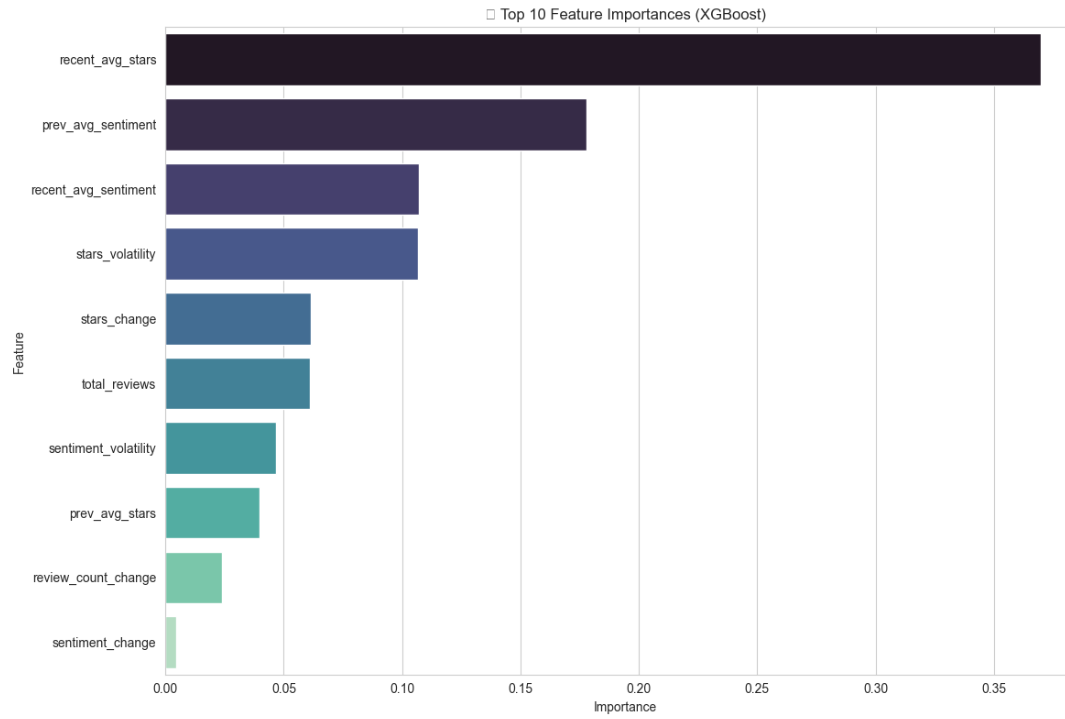 ▯ Top 10 Feature Importances (XGBoost)
recent_avg_stars
prev_avg_sentiment
recent_avg_sentiment
stars_volatility
stars_change
total_reviews
sentiment_volatility
prev_avg_stars
review_count_change
sentiment_change
Feature
0.00 0.05 0.10 0.15 0.20 0.25 0.30 0.35
Importance